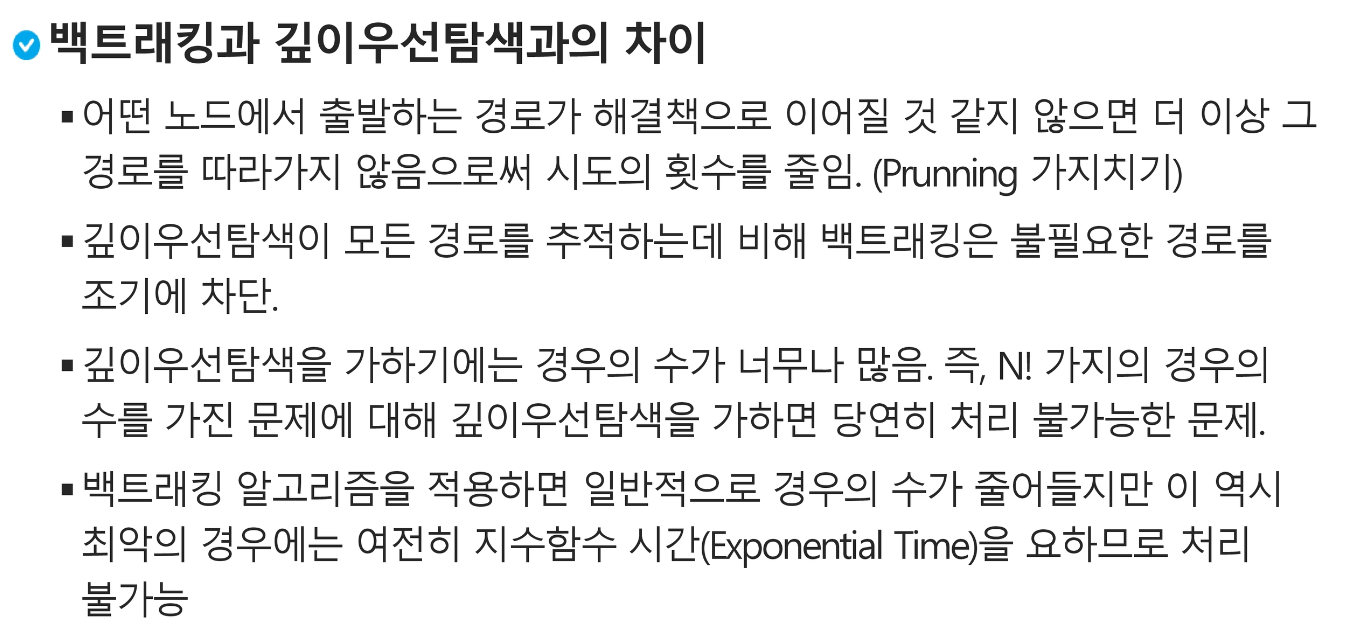 백트래킹과 깊이우선탐색과의 차이
▪ 어떤 노드에서 출발하는 경로가 해결책으로 이어질 것 같지 않으면 더 이상 그
경로를 따라가지 않음으로써 시도의 횟수를 줄임. (Prunning 가지치기)
▪ 깊이우선탐색이 모든 경로를 추적하는데 비해 백트래킹은 불필요한 경로를
조기에 차단.
▪ 깊이우선탐색을 가하기에는 경우의 수가 너무나 많음. 즉, N! 가지의 경우의
수를 가진 문제에 대해 깊이우선탐색을 가하면 당연히 처리 불가능한 문제.
▪ 백트래킹 알고리즘을 적용하면 일반적으로 경우의 수가 줄어들지만 이 역시
최악의 경우에는 여전히 지수함수 시간(Exponential Time)을 요하므로 처리
불가능